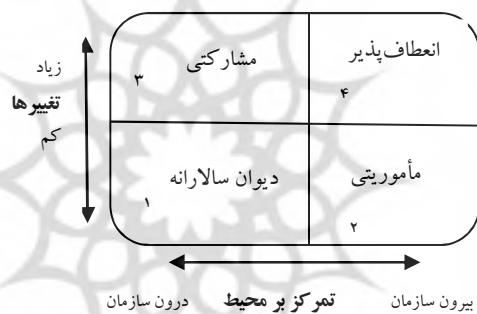 انعطاف‌پذیر
۴
مشارکتی
۳
زیاد
تغییرها
کم
مأموریتی
۲
دیوان سالارانه
۱
بیرون سازمان تمرکز بر محیط درون سازمان